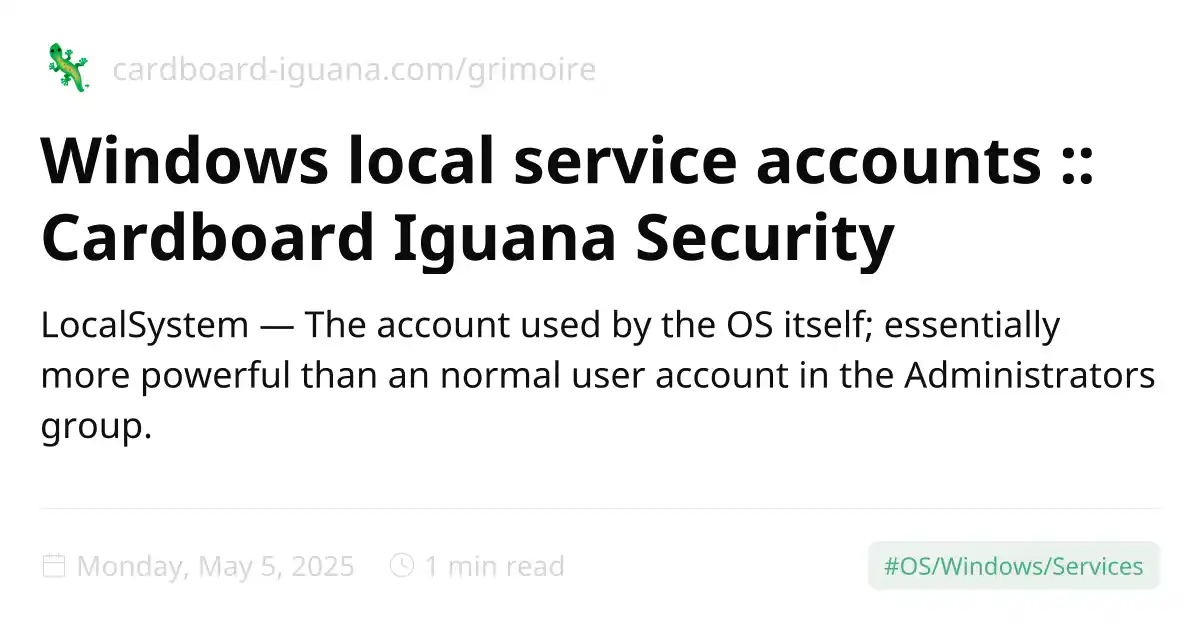 cardboard-iguana.com/grimoire
Windows local service accounts ::
Cardboard Iguana Security
LocalSystem — The account used by the OS itself; essentially
more powerful than an normal user account in the Administrators
group.
Monday, May 5, 2025 1 min read #OS/Windows/Services